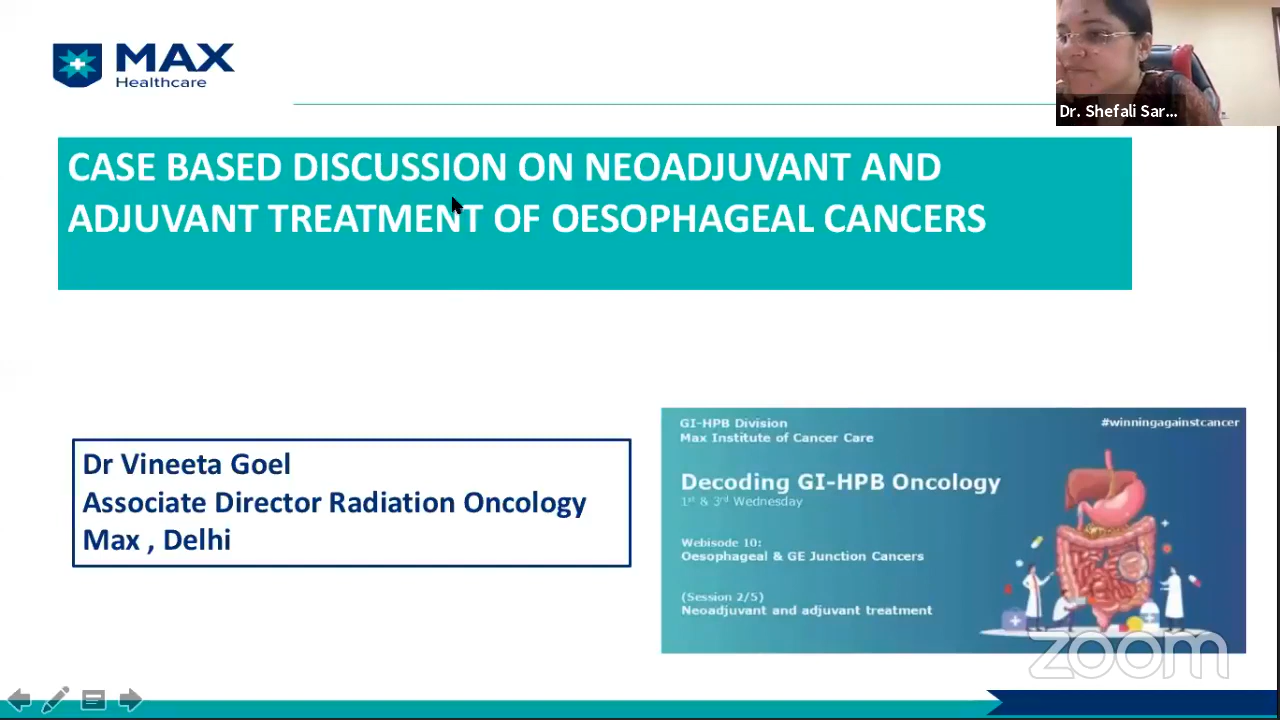 MAX
Healthcare
Dr. Shefali Sar...
CASE BASED DISCUSSION ON NEOADJUVANT AND
ADJUVANT TREATMENT OF OESOPHAGEAL CANCERS
Dr Vineeta Goel
Associate Director Radiation Oncology
Max , Delhi
GI-HPB Division
Max Institute of Cancer Care
#winningagainstcancer
Decoding GI-HPB Oncology
1st & 3rd Wednesday
Webisode 10:
Oesophageal & GE Junction Cancers
(Session 2/5)
Neoadjuvant and adjuvant treatment
zoom